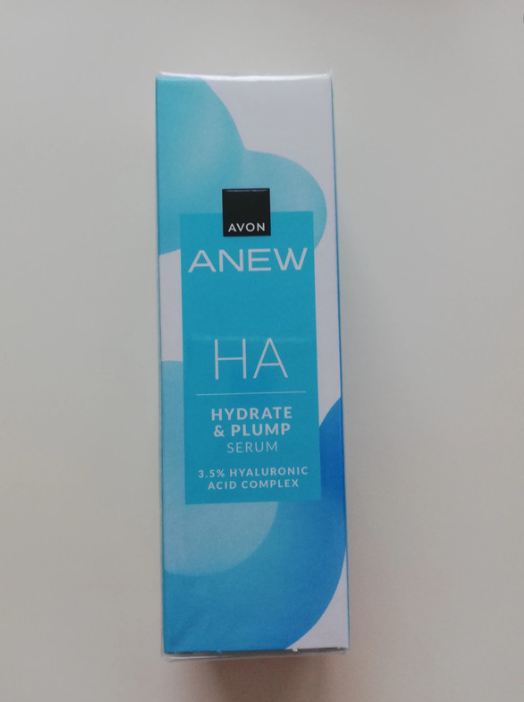 AVON
ANEW
HA
HYDRATE
& PLUMP
SERUM
3.5% HYALURONIC
ACID COMPLEX